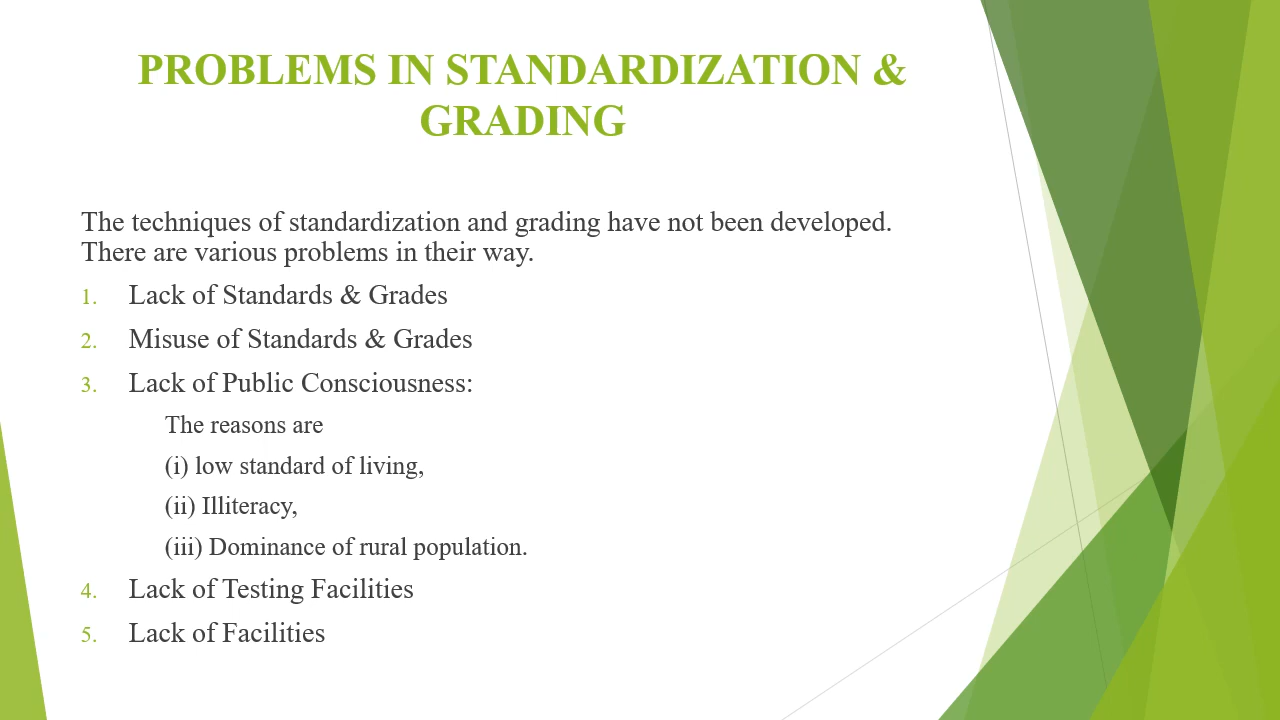 PROBLEMS IN STANDARDIZATION &
GRADING
The techniques of standardization and grading have not been developed.
There are various problems in their way.
1. Lack of Standards & Grades
2. Misuse of Standards & Grades
3. Lack of Public Consciousness:
The reasons are
(i) low standard of living,
(ii) Illiteracy,
(iii) Dominance of rural population.
4. Lack of Testing Facilities
5. Lack of Facilities